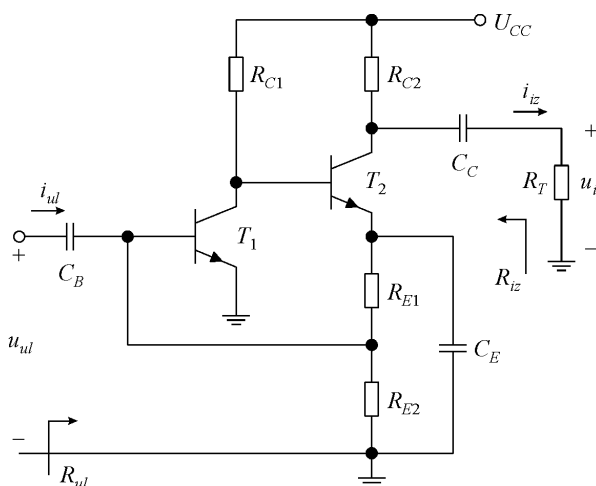 U_CC
R_C1
R_C2
i_iz
+
C_C
T_2
R_T
u_i
−
i_ul
T_1
+
C_B
R_iz
R_E1
C_E
u_ul
R_E2
−
R_ul